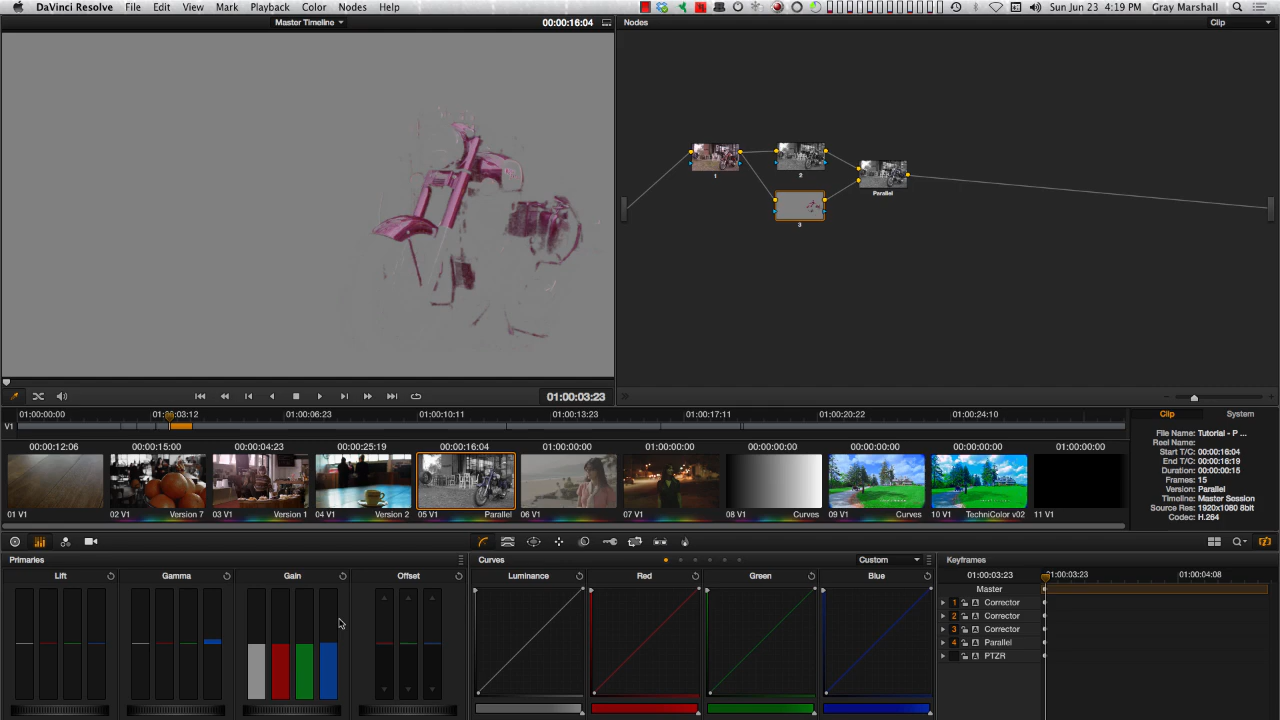 DaVinci Resolve File Edit View Mark Playback Color Nodes Help Sun Jun 23 4:19 PM Gray Marshall
Master Timeline 00:00:16:04 Nodes Clip
1 2 Parallel
3
01:00:03:23
01:00:00:00 01:00:03:12 01:00:06:23 01:00:10:11 01:00:13:23 01:00:17:11 01:00:20:22 01:00:24:10 Clip System
V1
00:00:12:06 00:00:15:00 00:00:04:23 00:00:25:19 00:00:16:04 01:00:00:00 01:00:00:00 00:00:00:00 00:00:00:00 00:00:00:00 01:00:00:00
01 V1 02 V1 Version 7 03 V1 Version 1 04 V1 Version 2 05 V1 Parallel 06 V1 07 V1 08 V1 Curves 09 V1 Curves 10 V1 TechniColor v02 11 V1
File Name: Tutorial - P ...
Reel Name:
Start T/C: 00:00:16:04
End T/C: 00:00:16:19
Duration: 00:00:00:15
Frames: 15
Version: Parallel
Timeline: Master Session
Source Res: 1920x1080 8bit
Codec: H.264
Primaries Curves Custom Keyframes
Lift Gamma Gain Offset Luminance Red Green Blue
01:00:03:23 01:00:03:23 01:00:04:08
Master
1 A Corrector
2 A Corrector
3 A Corrector
4 A Parallel
A PTZR